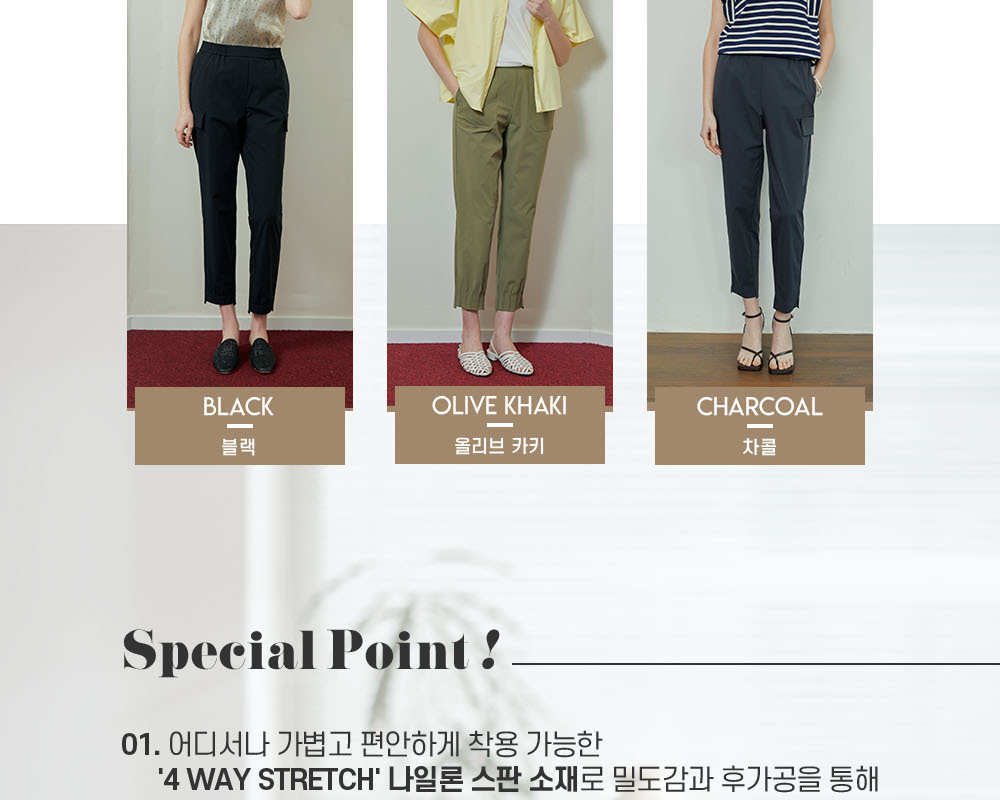 BLACK
블랙
OLIVE KHAKI
올리브 카키
CHARCOAL
차콜
Special Point!
01. 어디서나 가볍고 편안하게 착용 가능한
'4 WAY STRETCH' 나일론 스판 소재로 밀도감과 후가공을 통해